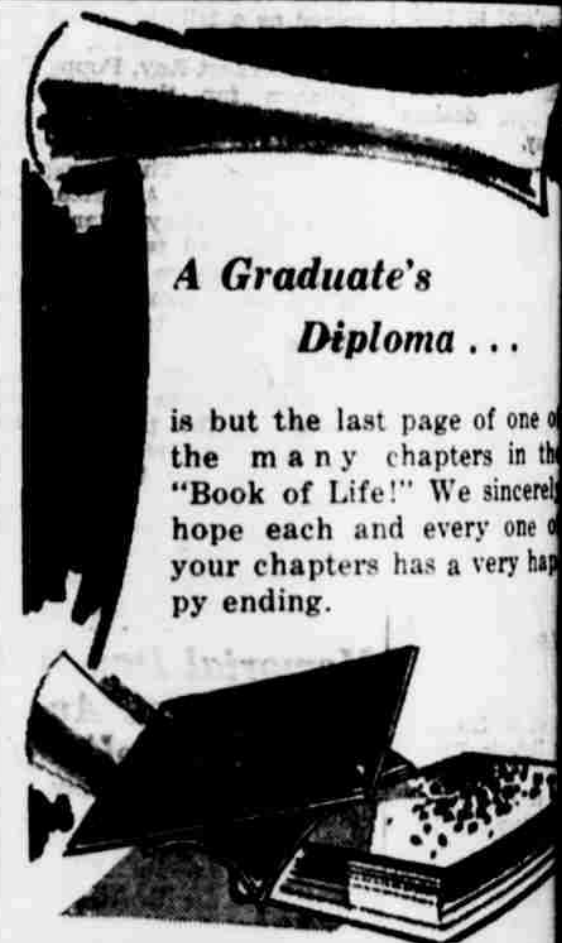 A Graduate's
Diploma ...
is but the last page of one o
the many chapters in th
"Book of Life!" We sincerel
hope each and every one o
your chapters has a very hap
py ending.